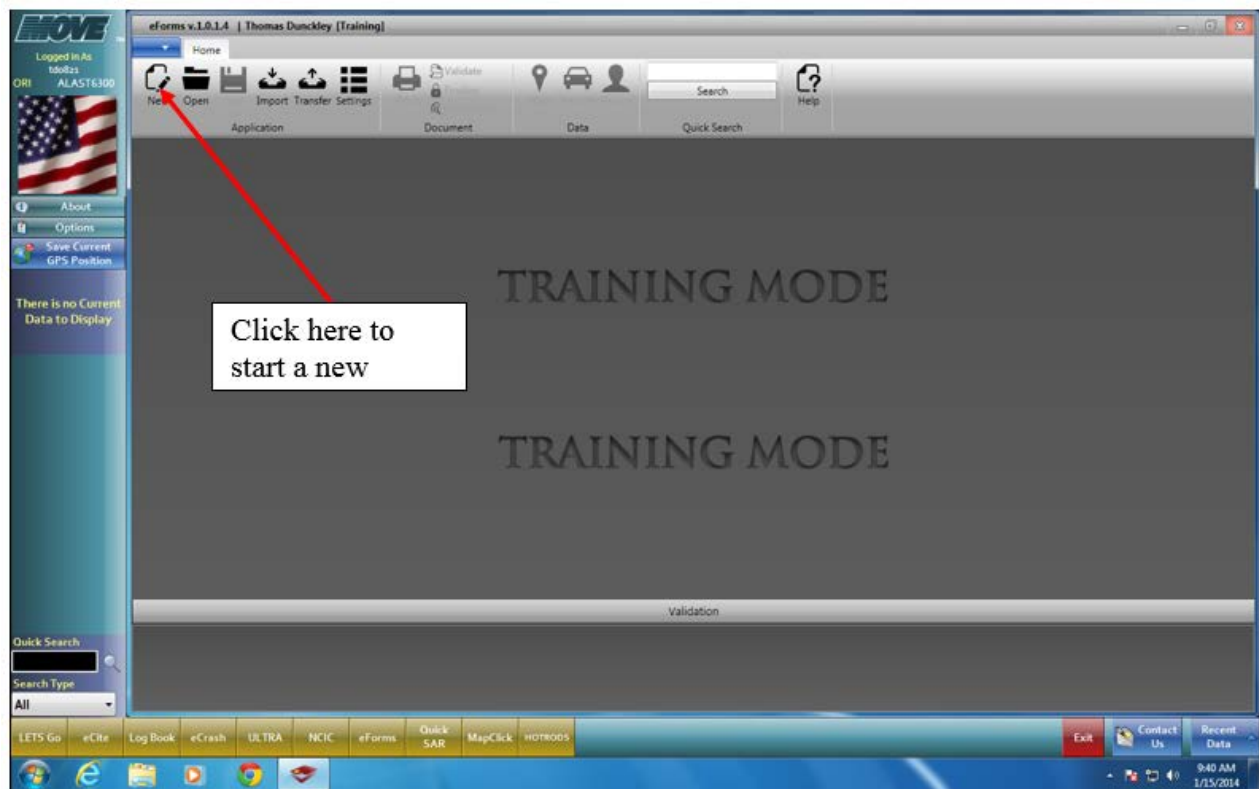 MOVE
Logged in As
ORI ALAST6300
About
Options
Save Current
GPS Position
There is no Current
Data to Display
Quick Search
Search Type
All
eForms v.1.0.1.4 | Thomas Dunckley [Training]
Home
New Open Import Transfer Settings
Application
Validate
Document
Data
Search
Quick Search
Help
Click here to
start a new
TRAINING MODE
TRAINING MODE
Validation
LETS Go eCite Log Book eCrash ULTRA NCIC eForms Quick SAR MapClick HOTRODS
Exit Contact Us Recent Data
9:40 AM
1/15/2014